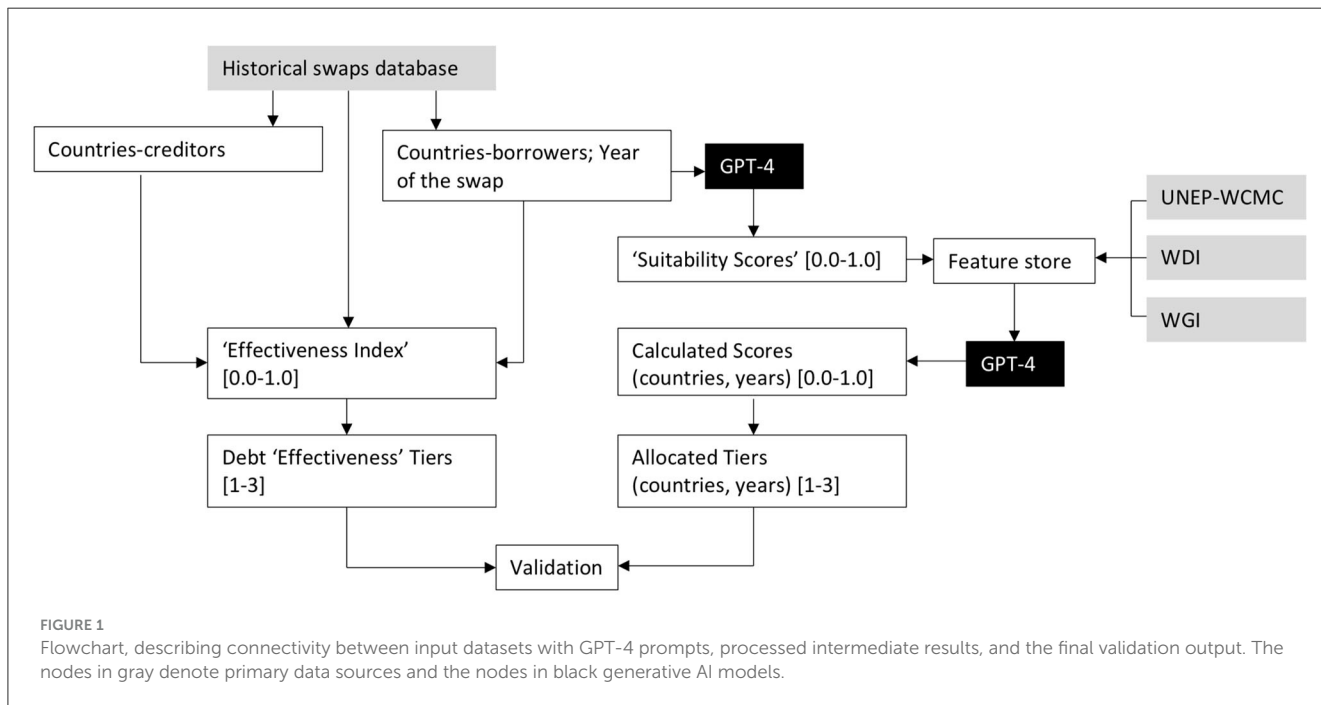 Historical swaps database
Countries-creditors
Countries-borrowers; Year
of the swap
GPT-4
UNEP-WCMC
'Suitability Scores' [0.0-1.0]
Feature store
WDI
WGI
'Effectiveness Index'
[0.0-1.0]
Calculated Scores
(countries, years) [0.0-1.0]
GPT-4
Debt 'Effectiveness' Tiers
[1-3]
Allocated Tiers
(countries, years) [1-3]
Validation
FIGURE 1
Flowchart, describing connectivity between input datasets with GPT-4 prompts, processed intermediate results, and the final validation output. The
nodes in gray denote primary data sources and the nodes in black generative AI models.